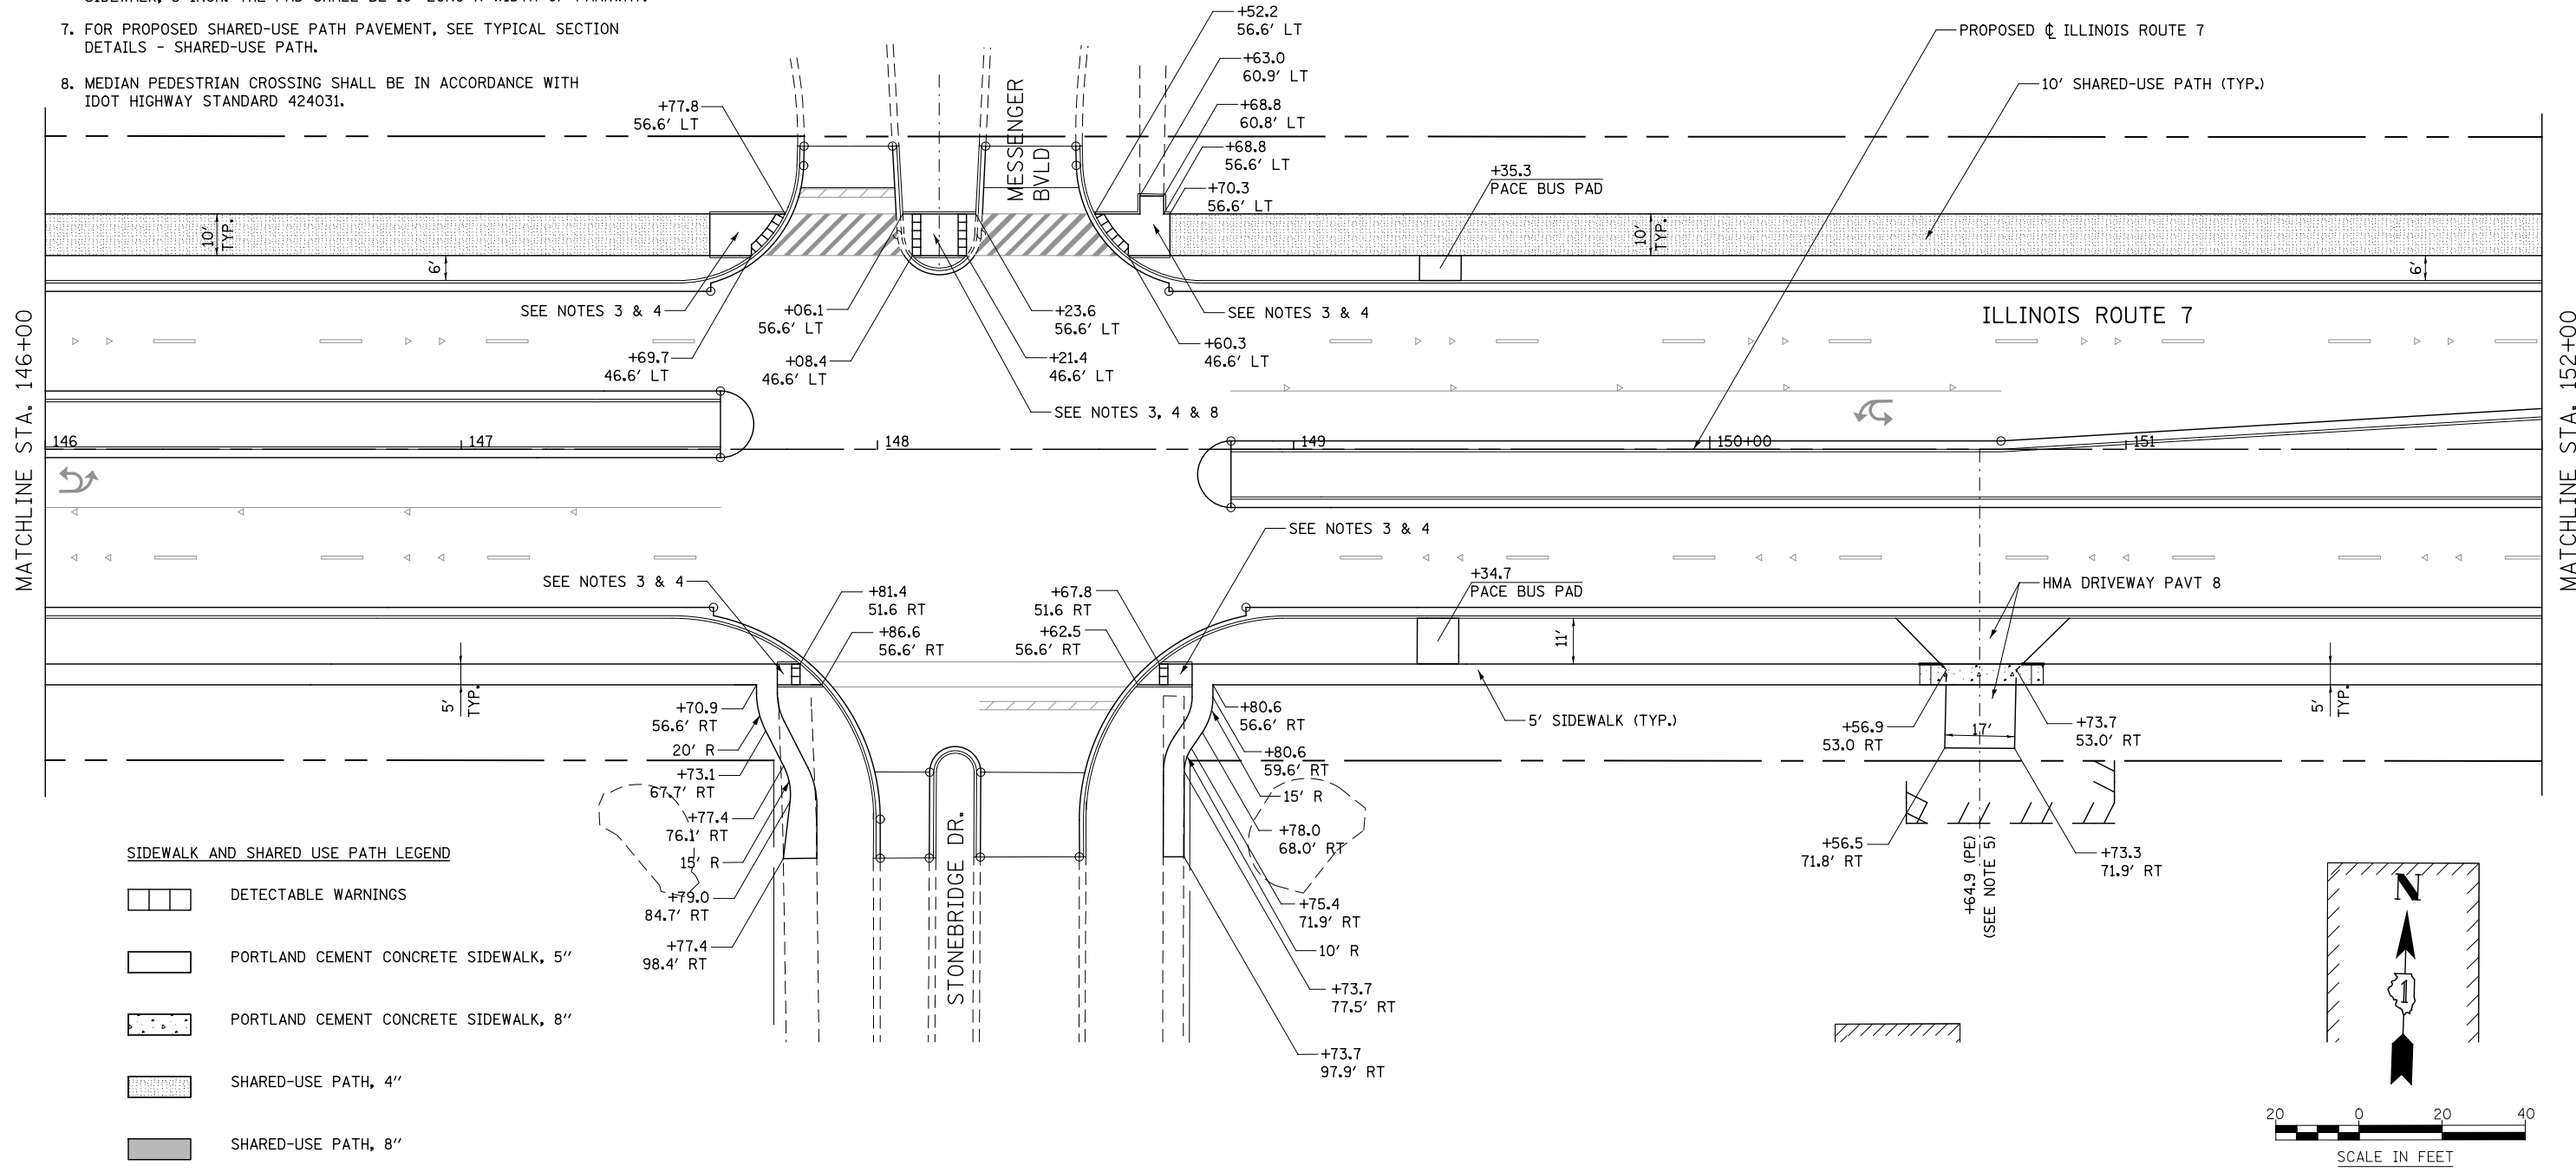 SIDEWALK, 5 INCH. THE PAD SHALL BE 10' LONG X WIDTH OF PARKWAY.
7. FOR PROPOSED SHARED-USE PATH PAVEMENT, SEE TYPICAL SECTION
DETAILS - SHARED-USE PATH.
8. MEDIAN PEDESTRIAN CROSSING SHALL BE IN ACCORDANCE WITH
IDOT HIGHWAY STANDARD 424031.
+77.8
56.6' LT
MESSENGER
BVLD
+52.2
56.6' LT
+63.0
60.9' LT
+68.8
60.8' LT
+68.8
56.6' LT
+70.3
56.6' LT
+35.3
PACE BUS PAD
PROPOSED ℄ ILLINOIS ROUTE 7
10' SHARED-USE PATH (TYP.)
10'
TYP.
10'
TYP.
6'
6'
SEE NOTES 3 & 4
+69.7
46.6' LT
+06.1
56.6' LT
+08.4
46.6' LT
+23.6
56.6' LT
+21.4
46.6' LT
SEE NOTES 3, 4 & 8
SEE NOTES 3 & 4
+60.3
46.6' LT
ILLINOIS ROUTE 7
MATCHLINE STA. 146+00
MATCHLINE STA. 152+00
146
147
148
149
150+00
151
SEE NOTES 3 & 4
SEE NOTES 3 & 4
+81.4
51.6 RT
+86.6
56.6' RT
+67.8
51.6 RT
+62.5
56.6' RT
+34.7
PACE BUS PAD
HMA DRIVEWAY PAVT 8
11'
5'
TYP.
5'
TYP.
+70.9
56.6' RT
20' R
+73.1
67.7' RT
+77.4
76.1' RT
15' R
+79.0
84.7' RT
+77.4
98.4' RT
STONEBRIDGE DR.
+80.6
56.6' RT
+80.6
59.6' RT
15' R
+78.0
68.0' RT
+75.4
71.9' RT
10' R
+73.7
77.5' RT
+73.7
97.9' RT
5' SIDEWALK (TYP.)
+56.9
53.0 RT
17'
+73.7
53.0' RT
+56.5
71.8' RT
+64.9 (PE)
(SEE NOTE 5)
+73.3
71.9' RT
SIDEWALK AND SHARED USE PATH LEGEND
DETECTABLE WARNINGS
PORTLAND CEMENT CONCRETE SIDEWALK, 5"
PORTLAND CEMENT CONCRETE SIDEWALK, 8"
SHARED-USE PATH, 4"
SHARED-USE PATH, 8"
N
1
20 0 20 40
SCALE IN FEET